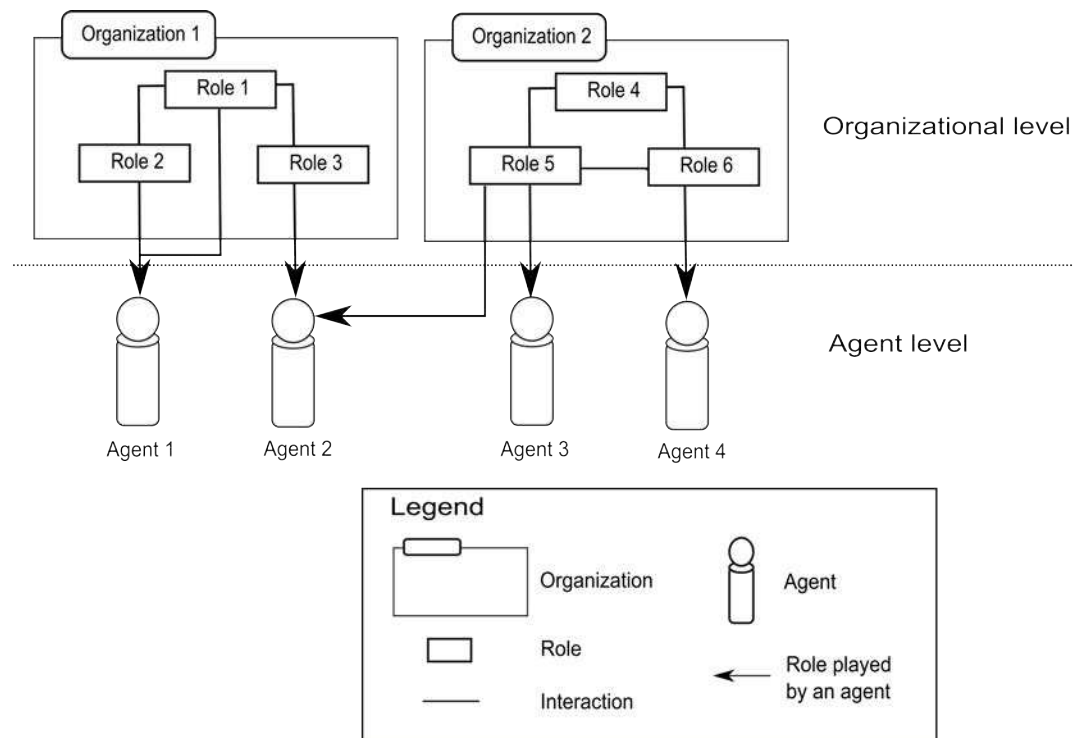 Organization 1
Organization 2
Role 1
Role 4
Organizational level
Role 2
Role 3
Role 5
Role 6
Agent level
Agent 1
Agent 2
Agent 3
Agent 4
Legend
Organization
Agent
Role
Role played
by an agent
Interaction